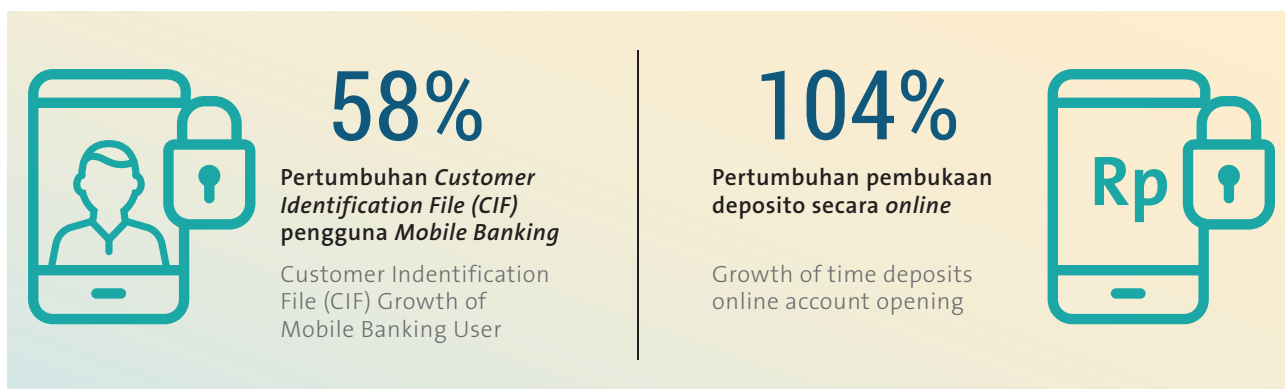 58%
Pertumbuhan Customer
Identification File (CIF)
pengguna Mobile Banking
Customer Indentification
File (CIF) Growth of
Mobile Banking User
104%
Pertumbuhan pembukaan
deposito secara online
Growth of time deposits
online account opening
Rp